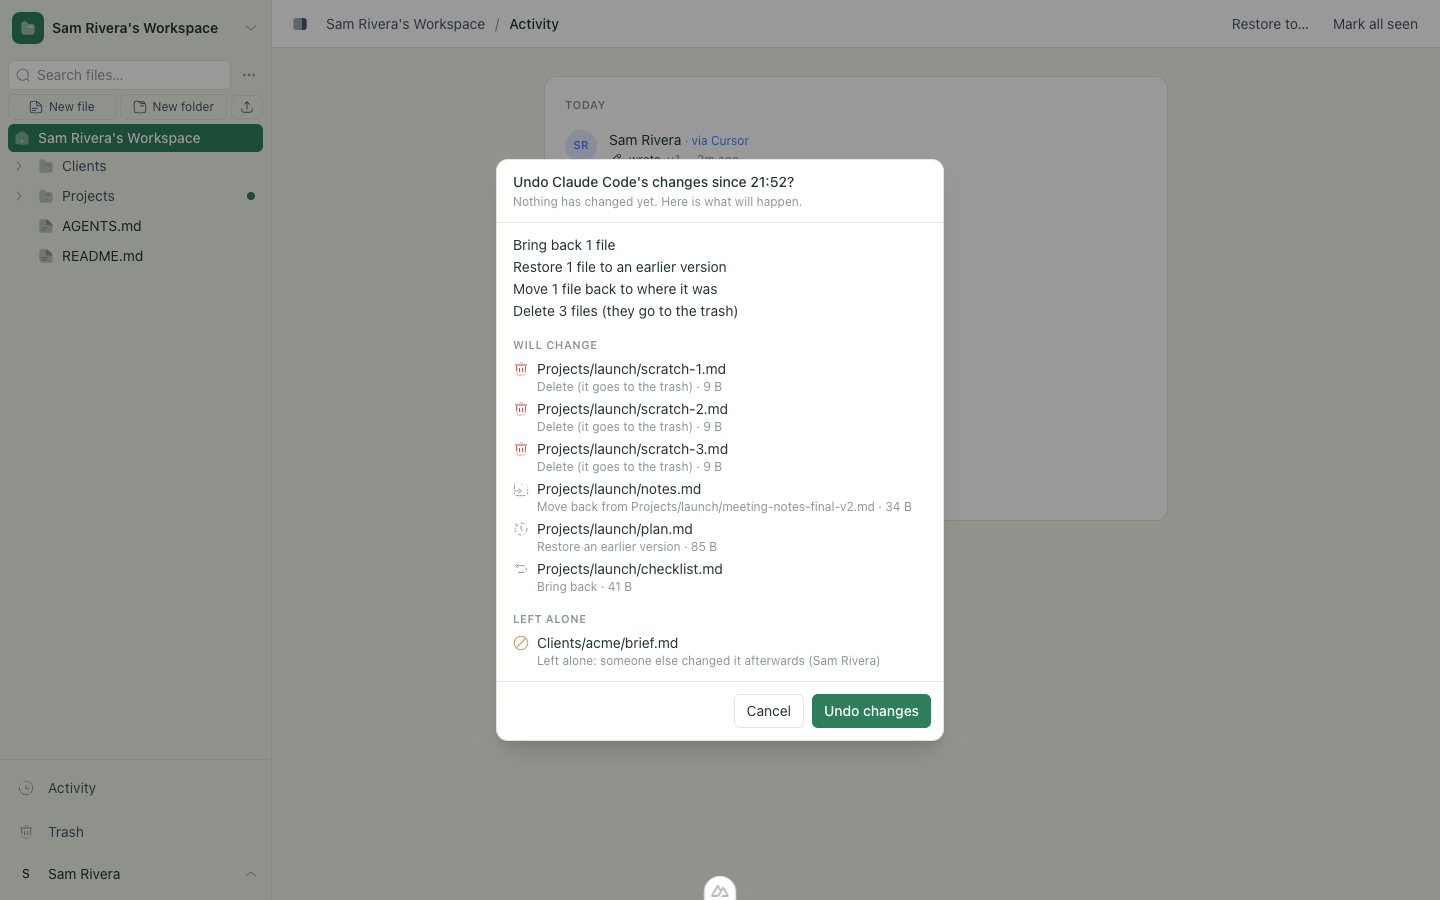 Sam Rivera's Workspace
Search files...
New file
New folder
Sam Rivera's Workspace
Clients
Projects
AGENTS.md
README.md
Activity
Trash
S Sam Rivera
Sam Rivera's Workspace / Activity
Restore to...
Mark all seen
TODAY
SR
Sam Rivera · via Cursor
wrote v1 2m ago
Undo Claude Code's changes since 21:52?
Nothing has changed yet. Here is what will happen.
Bring back 1 file
Restore 1 file to an earlier version
Move 1 file back to where it was
Delete 3 files (they go to the trash)
WILL CHANGE
Projects/launch/scratch-1.md
Delete (it goes to the trash) · 9 B
Projects/launch/scratch-2.md
Delete (it goes to the trash) · 9 B
Projects/launch/scratch-3.md
Delete (it goes to the trash) · 9 B
Projects/launch/notes.md
Move back from Projects/launch/meeting-notes-final-v2.md · 34 B
Projects/launch/plan.md
Restore an earlier version · 85 B
Projects/launch/checklist.md
Bring back · 41 B
LEFT ALONE
Clients/acme/brief.md
Left alone: someone else changed it afterwards (Sam Rivera)
Cancel
Undo changes